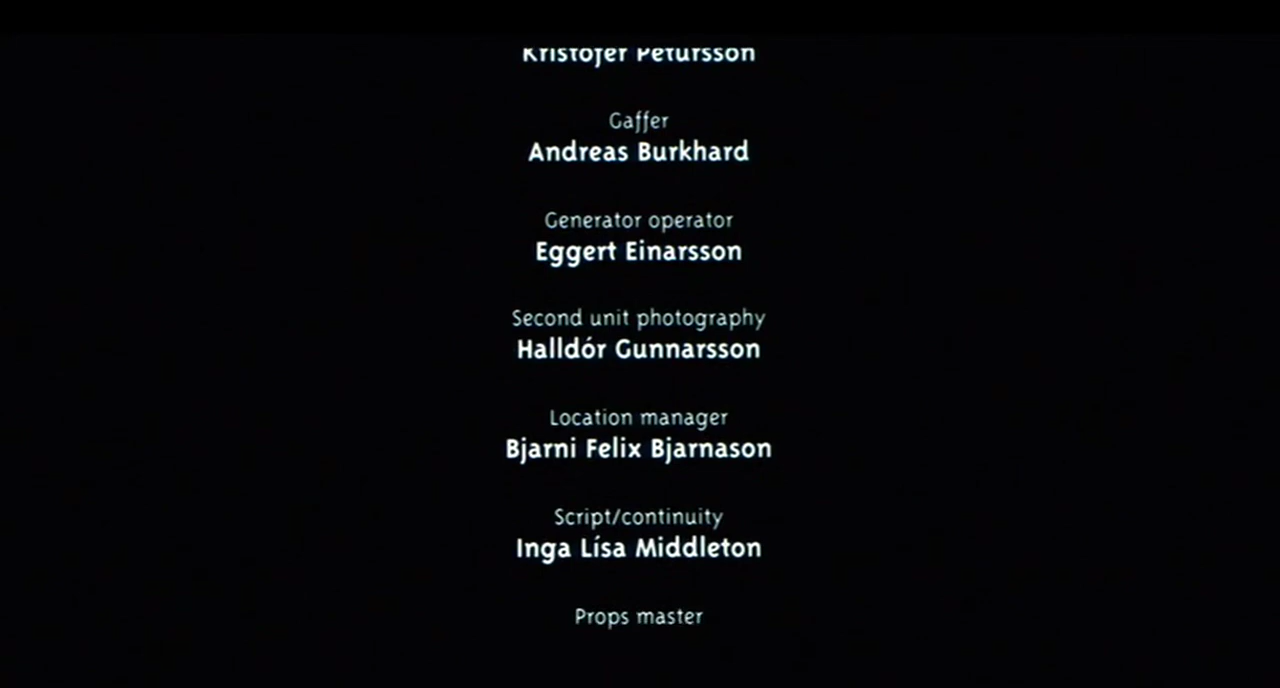 Kristofer Petursson
Gaffer
Andreas Burkhard
Generator operator
Eggert Einarsson
Second unit photography
Halldór Gunnarsson
Location manager
Bjarni Felix Bjarnason
Script/continuity
Inga Lísa Middleton
Props master